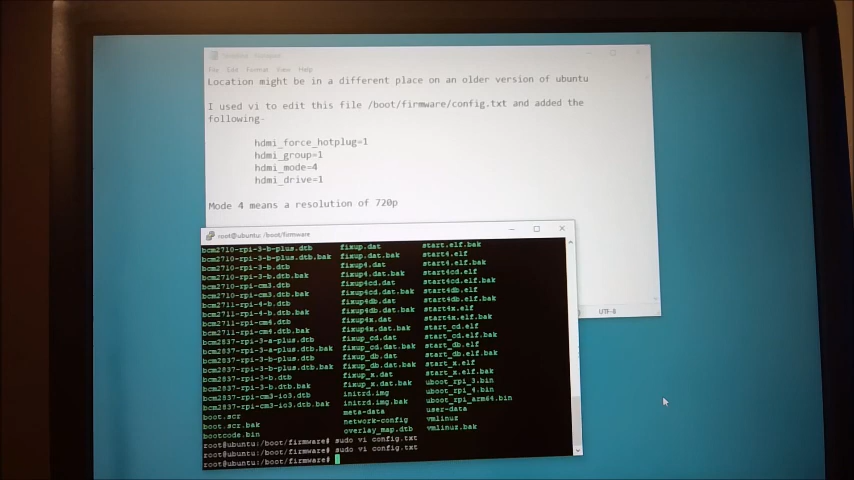 File Edit Format View Help
Location might be in a different place on an older version of ubuntu
I used vi to edit this file /boot/firmware/config.txt and added the
following-
hdmi_force_hotplug=1
hdmi_group=1
hdmi_mode=4
hdmi_drive=1
Mode 4 means a resolution of 720p
UTF-8
root@ubuntu: /boot/firmware
bcm2710-rpi-3-b-plus.dtb fixup.dat start.elf.bak
bcm2710-rpi-3-b-plus.dtb.bak fixup.dat.bak start4.elf
bcm2710-rpi-3-b.dtb fixup4.dat start4.elf.bak
bcm2710-rpi-3-b.dtb.bak fixup4.dat.bak start4cd.elf
bcm2710-rpi-cm3.dtb fixup4cd.dat start4cd.elf.bak
bcm2710-rpi-cm3.dtb.bak fixup4cd.dat.bak start4db.elf
bcm2711-rpi-4-b.dtb fixup4db.dat start4db.elf.bak
bcm2711-rpi-4-b.dtb.bak fixup4db.dat.bak start4x.elf
bcm2711-rpi-cm4.dtb fixup4x.dat start4x.elf.bak
bcm2711-rpi-cm4.dtb.bak fixup4x.dat.bak start_cd.elf
bcm2837-rpi-3-a-plus.dtb fixup_cd.dat start_cd.elf.bak
bcm2837-rpi-3-a-plus.dtb.bak fixup_cd.dat.bak start_db.elf
bcm2837-rpi-3-b-plus.dtb fixup_db.dat start_db.elf.bak
bcm2837-rpi-3-b-plus.dtb.bak fixup_db.dat.bak start_x.elf
bcm2837-rpi-3-b.dtb fixup_x.dat start_x.elf.bak
bcm2837-rpi-3-b.dtb.bak fixup_x.dat.bak uboot_rpi_3.bin
bcm2837-rpi-cm3-io3.dtb initrd.img uboot_rpi_4.bin
bcm2837-rpi-cm3-io3.dtb.bak initrd.img.bak uboot_rpi_arm64.bin
boot.scr meta-data user-data
boot.scr.bak network-config vmlinuz
bootcode.bin overlay_map.dtb vmlinuz.bak
root@ubuntu:/boot/firmware# sudo vi config.txt
root@ubuntu:/boot/firmware# sudo vi config.txt
root@ubuntu:/boot/firmware#